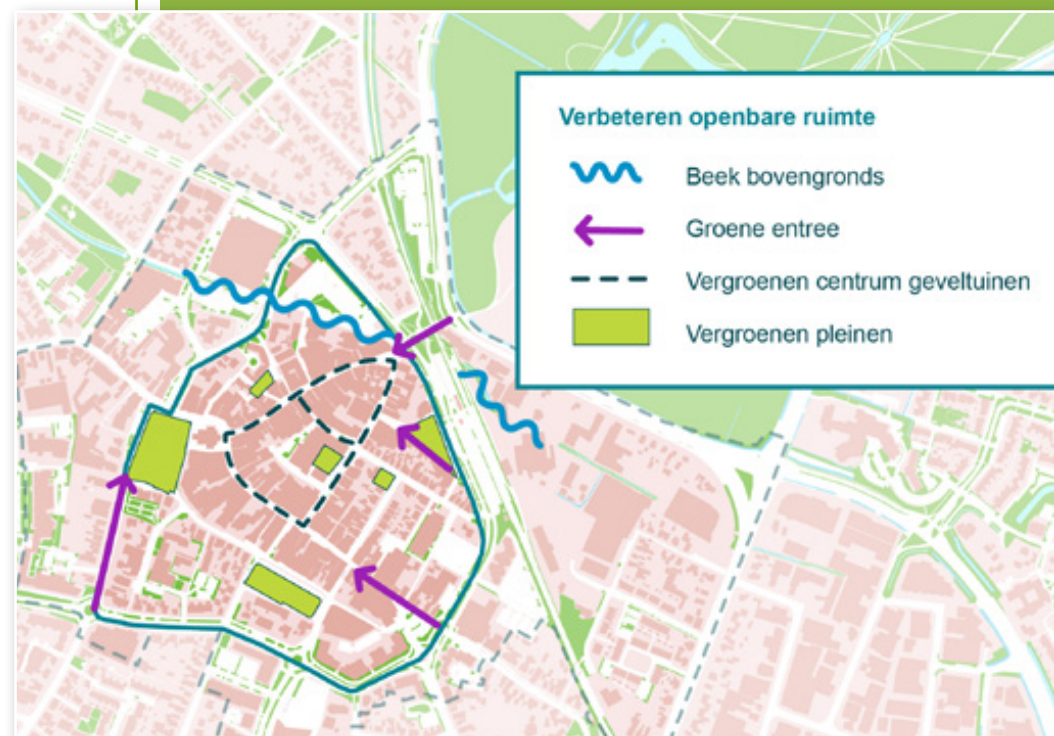 Verbeteren openbare ruimte
Beek bovengronds
Groene entree
Vergroenen centrum geveltuinen
Vergroenen pleinen